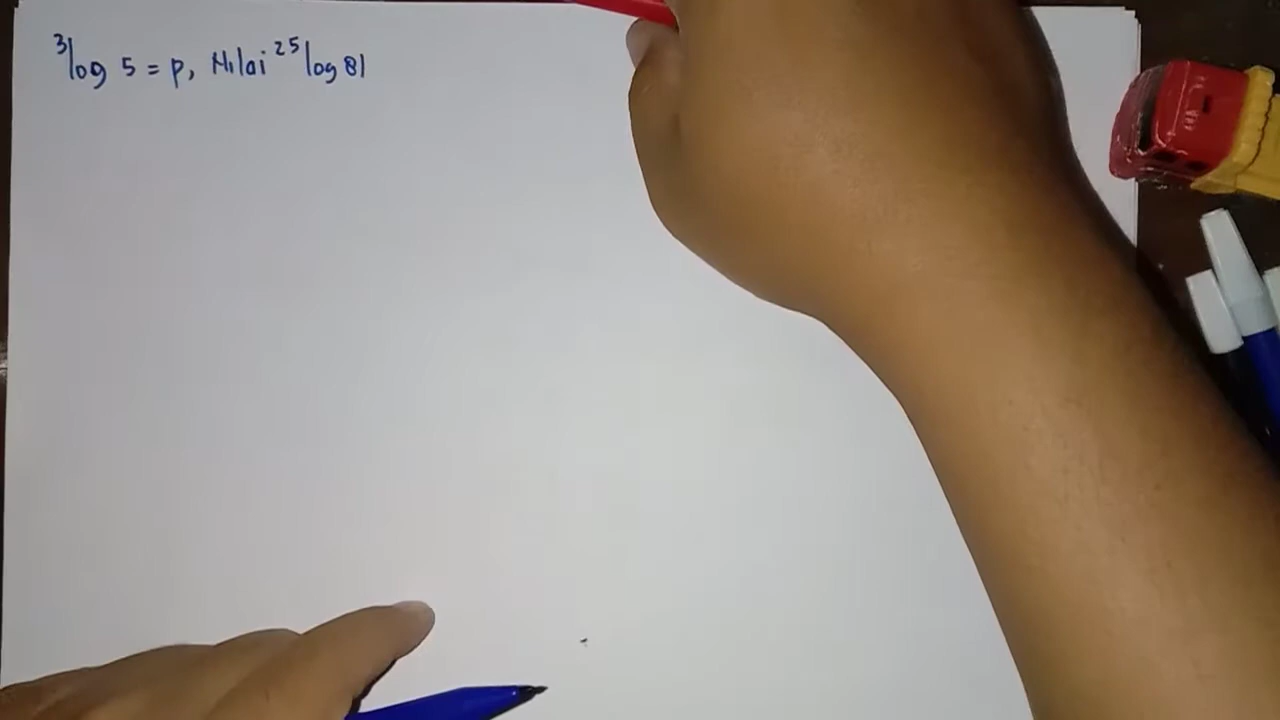 ³log 5 = p, Nilai ²⁵log 81